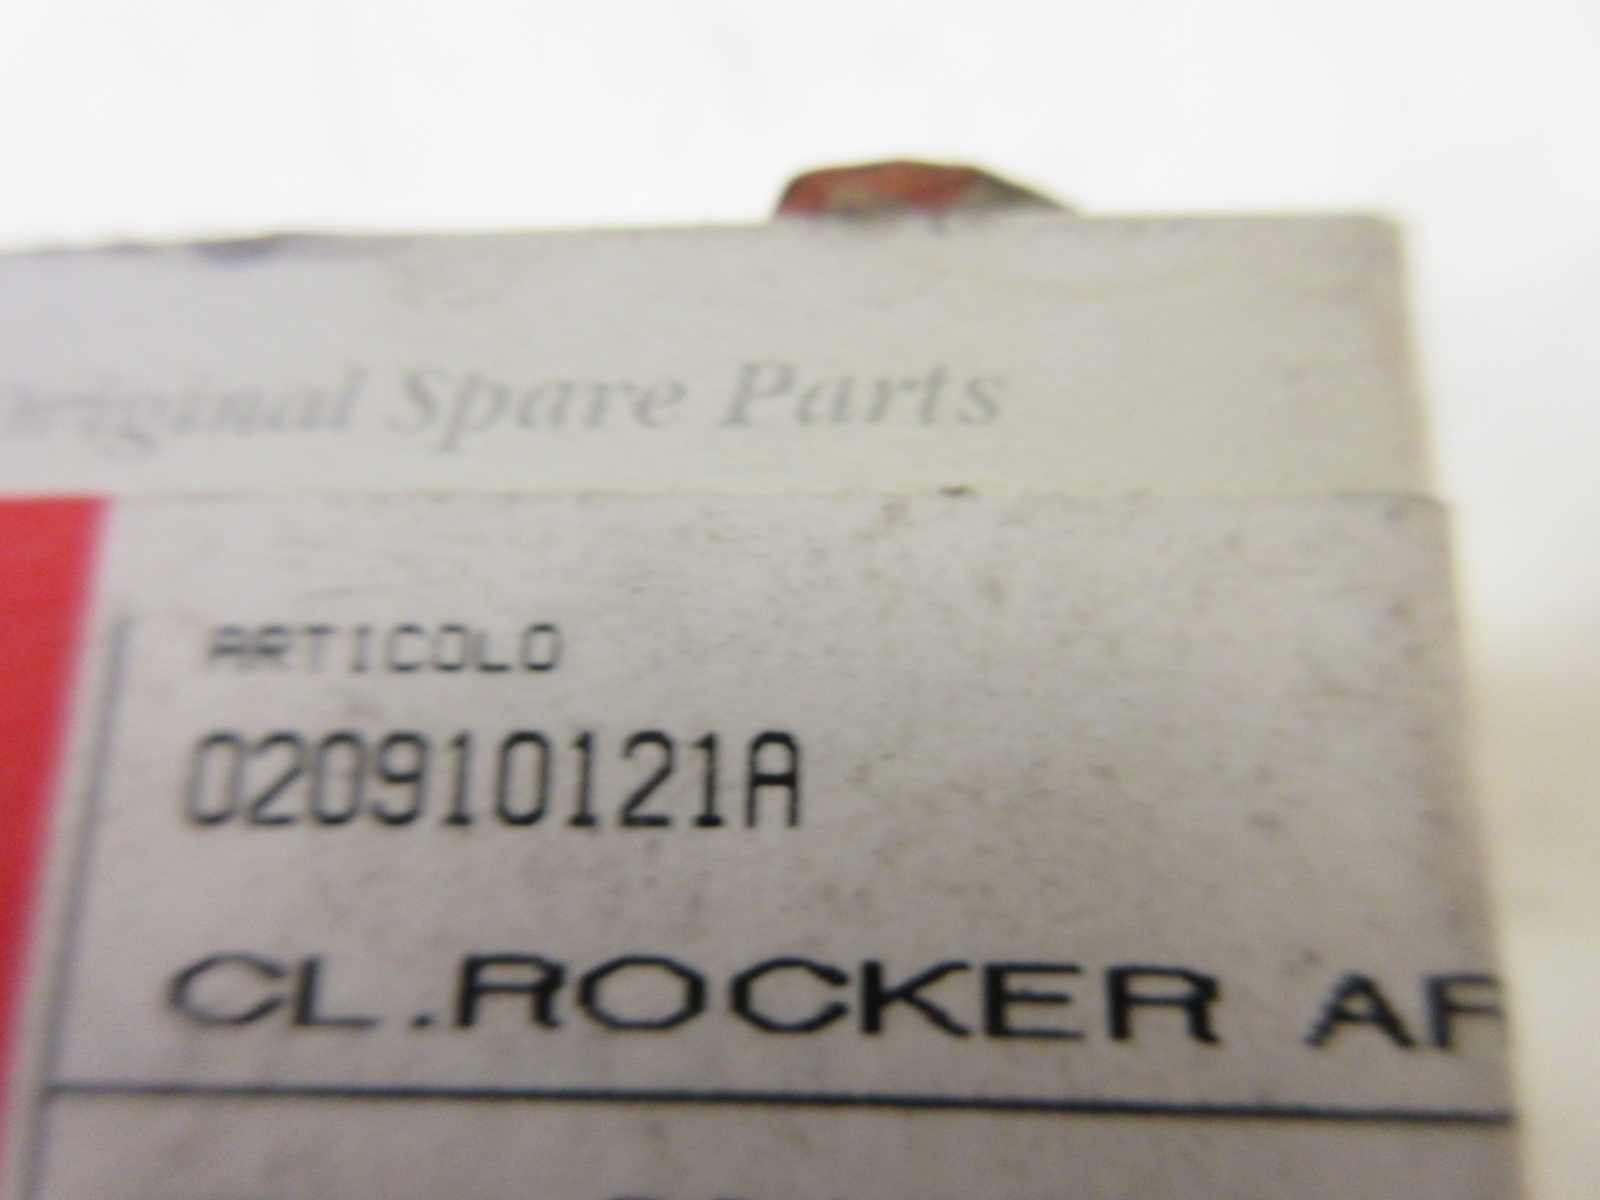 Original Spare Parts
ARTICOLO
020910121A
CL.ROCKER